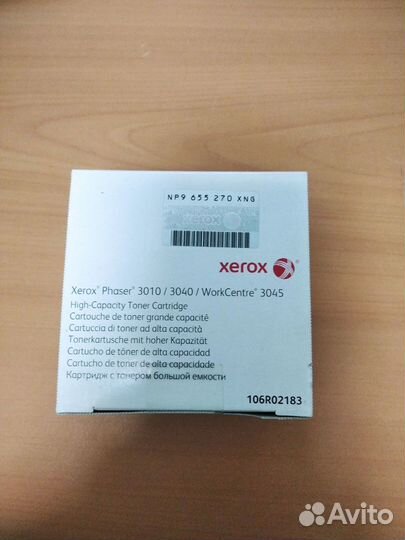 NP9 655 270 XNG
xerox
Xerox® Phaser® 3010 / 3040 / WorkCentre® 3045
High-Capacity Toner Cartridge
Cartouche de toner grande capacité
Cartuccia di toner ad alta capacità
Tonerkartusche mit hoher Kapazität
Cartucho de tóner de alta capacidad
Cartucho de toner de alta capacidade
Картридж с тонером большой емкости
106R02183
Avito